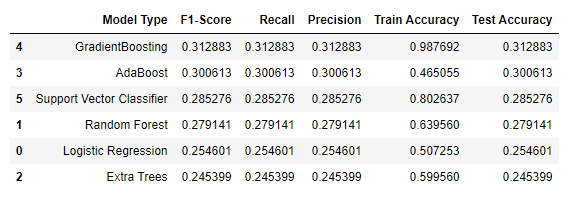 Model Type F1-Score Recall Precision Train Accuracy Test Accuracy
4 GradientBoosting 0.312883 0.312883 0.312883 0.987692 0.312883
3 AdaBoost 0.300613 0.300613 0.300613 0.465055 0.300613
5 Support Vector Classifier 0.285276 0.285276 0.285276 0.802637 0.285276
1 Random Forest 0.279141 0.279141 0.279141 0.639560 0.279141
0 Logistic Regression 0.254601 0.254601 0.254601 0.507253 0.254601
2 Extra Trees 0.245399 0.245399 0.245399 0.599560 0.245399